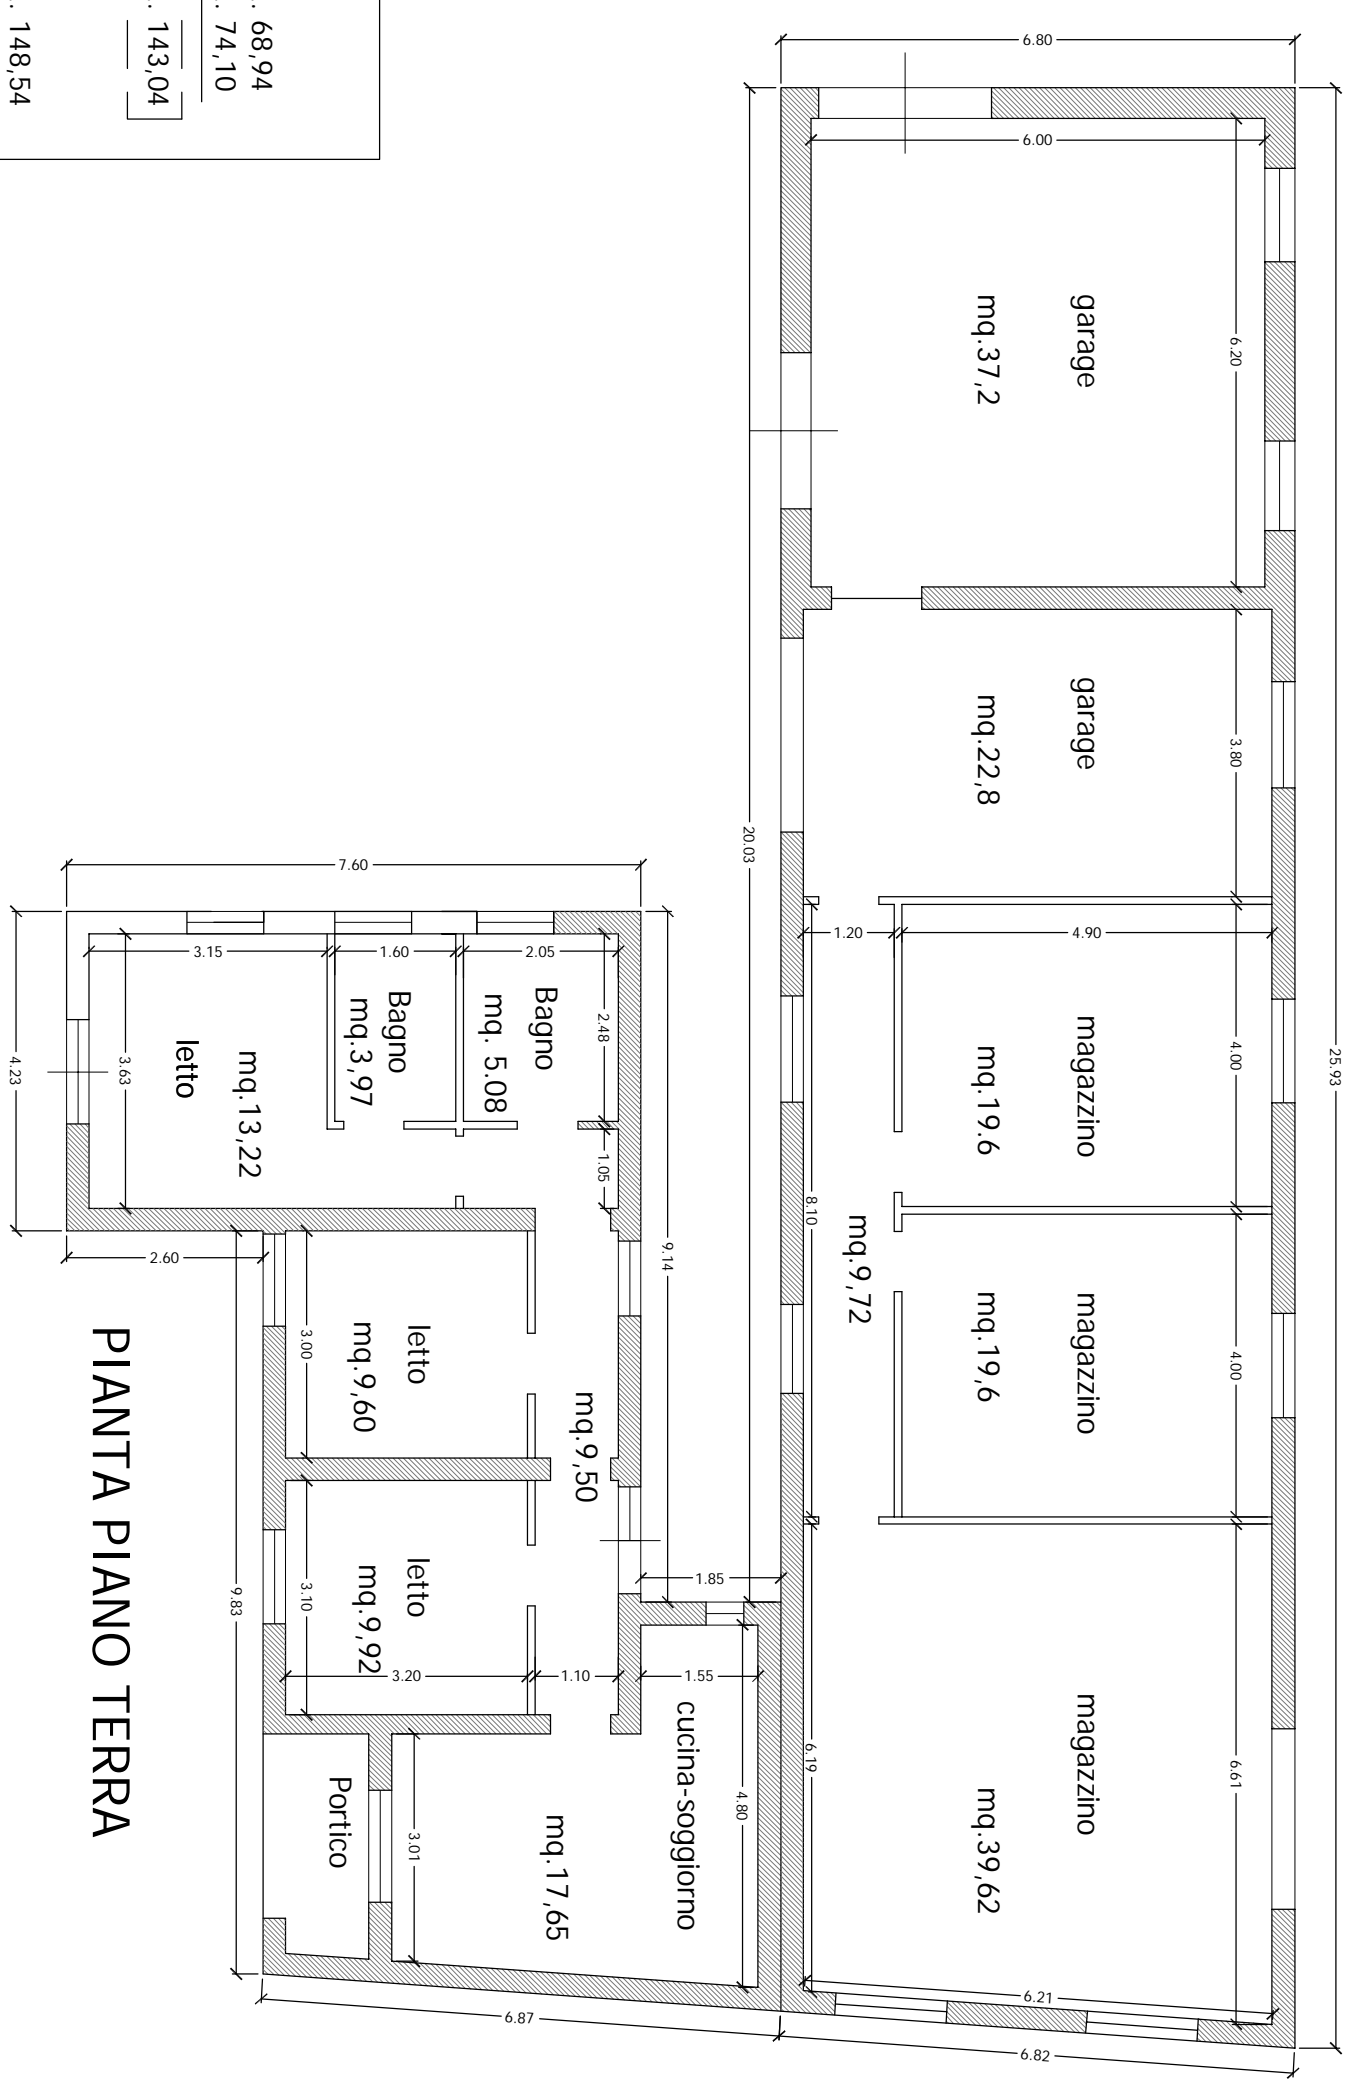 .. 68,94
.. 74,10
.. 143,04
.. 148,54
6.80
25.93
6.00
6.20
garage
mq.37,2
garage
mq.22,8
3.80
20.03
1.20
4.90
magazzino
mq.19.6
4.00
8.10
mq.9,72
magazzino
mq.19,6
4.00
magazzino
mq.39,62
6.61
6.19
6.21
6.82
6.87
7.60
9.14
3.15
1.60
2.05
2.48
Bagno
mq. 5.08
Bagno
mq.3,97
1.05
mq.13,22
letto
3.63
4.23
2.60
9.83
3.00
letto
mq.9,60
mq.9,50
3.10
letto
mq.9,92
3.20
1.10
1.55
1.85
cucina-soggiorno
mq.17,65
4.80
3.01
Portico
PIANTA PIANO TERRA